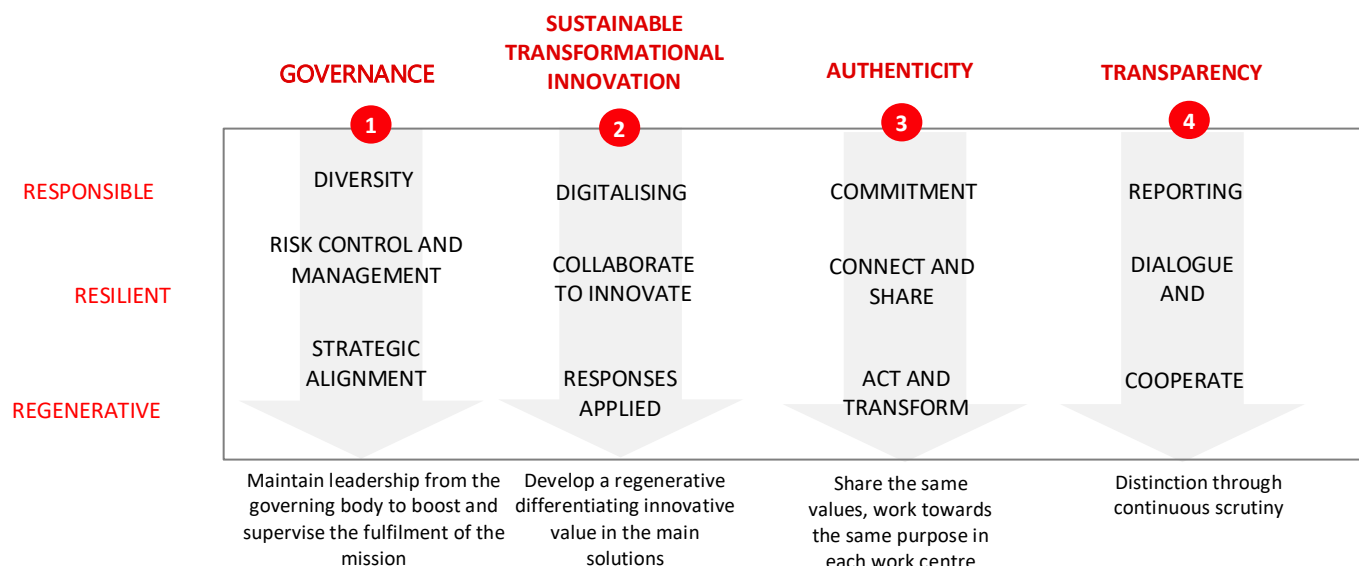 SUSTAINABLE
TRANSFORMATIONAL
INNOVATION
GOVERNANCE
AUTHENTICITY
TRANSPARENCY
1
2
3
4
RESPONSIBLE
DIVERSITY
DIGITALISING
COMMITMENT
REPORTING
RESILIENT
RISK CONTROL AND
MANAGEMENT
COLLABORATE
TO INNOVATE
CONNECT AND
SHARE
DIALOGUE
AND
REGENERATIVE
STRATEGIC
ALIGNMENT
RESPONSES
APPLIED
ACT AND
TRANSFORM
COOPERATE
Maintain leadership from the
governing body to boost and
supervise the fulfilment of the
mission
Develop a regenerative
differentiating innovative
value in the main
solutions
Share the same
values, work towards
the same purpose in
each work centre
Distinction through
continuous scrutiny